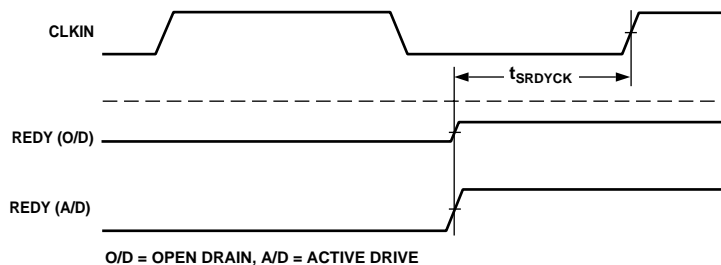 CLKIN
tSRDYCK
REDY (O/D)
REDY (A/D)
O/D = OPEN DRAIN, A/D = ACTIVE DRIVE